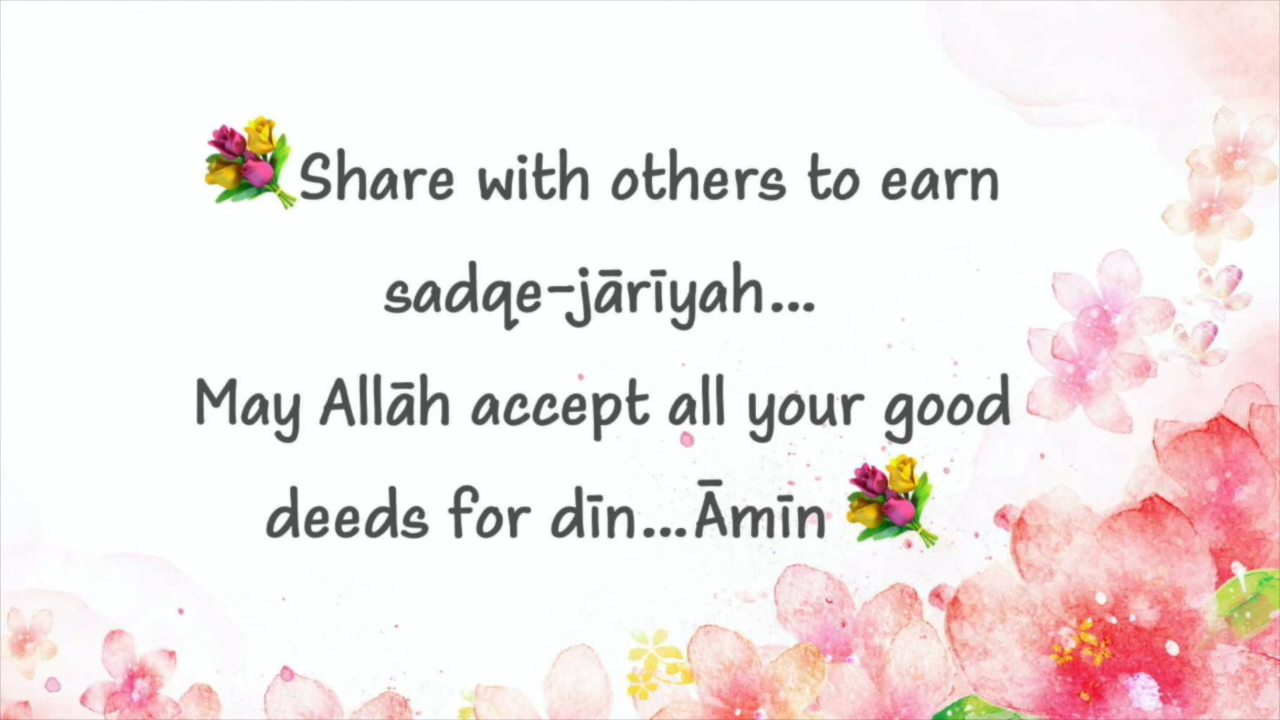 💐Share with others to earn
sadqe-jārīyah...
May Allāh accept all your good
deeds for dīn...Āmīn 💐